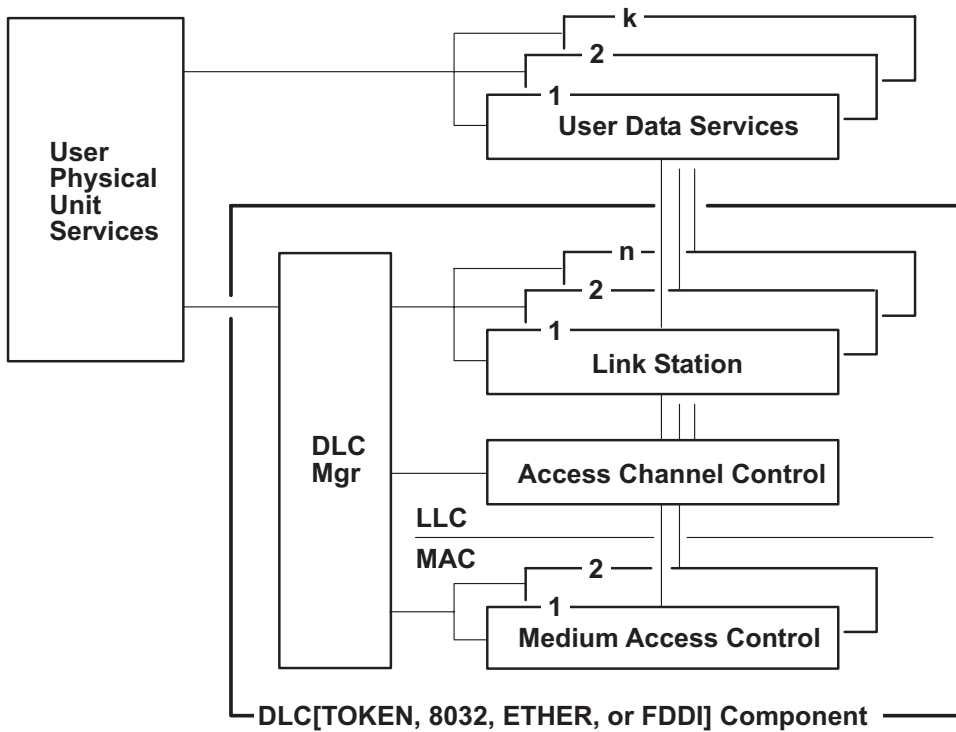 k
2
1
User Data Services
User
Physical
Unit
Services
n
2
1
Link Station
DLC
Mgr
Access Channel Control
LLC
MAC
2
1
Medium Access Control
DLC[TOKEN, 8032, ETHER, or FDDI] Component